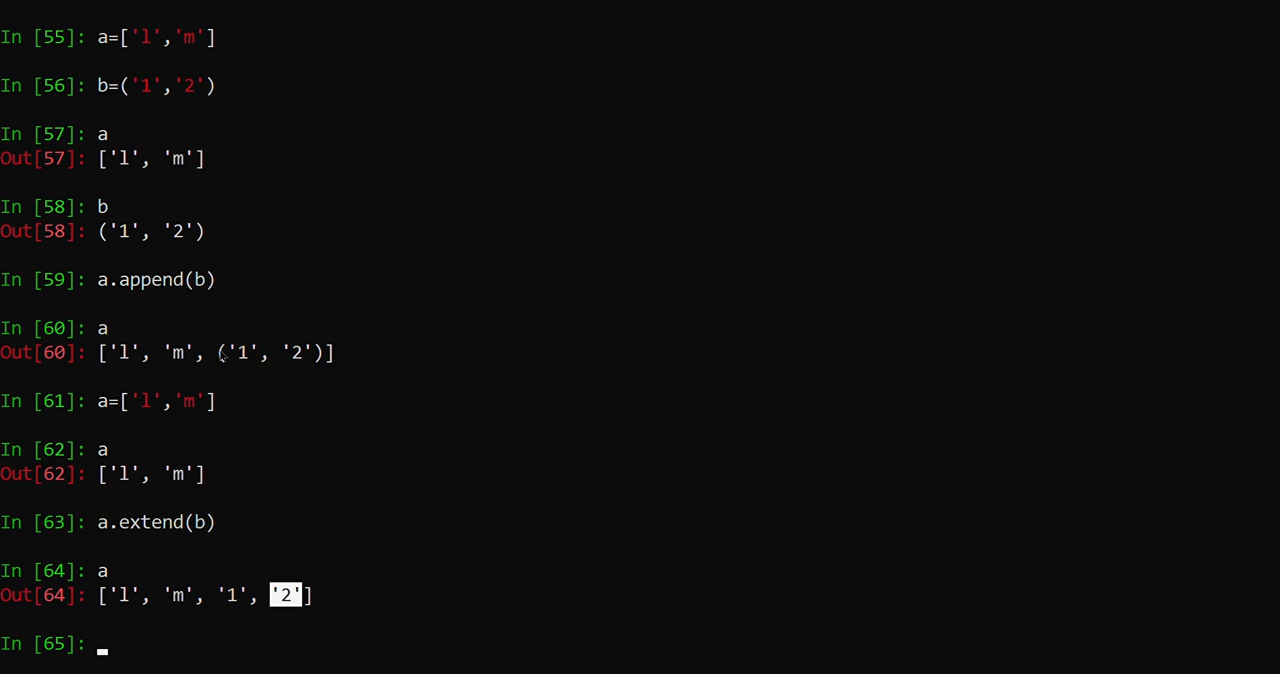 In [55]: a=['l','m']
In [56]: b=('1','2')
In [57]: a
Out[57]: ['l', 'm']
In [58]: b
Out[58]: ('1', '2')
In [59]: a.append(b)
In [60]: a
Out[60]: ['l', 'm', ('1', '2')]
In [61]: a=['l','m']
In [62]: a
Out[62]: ['l', 'm']
In [63]: a.extend(b)
In [64]: a
Out[64]: ['l', 'm', '1', '2']
In [65]: